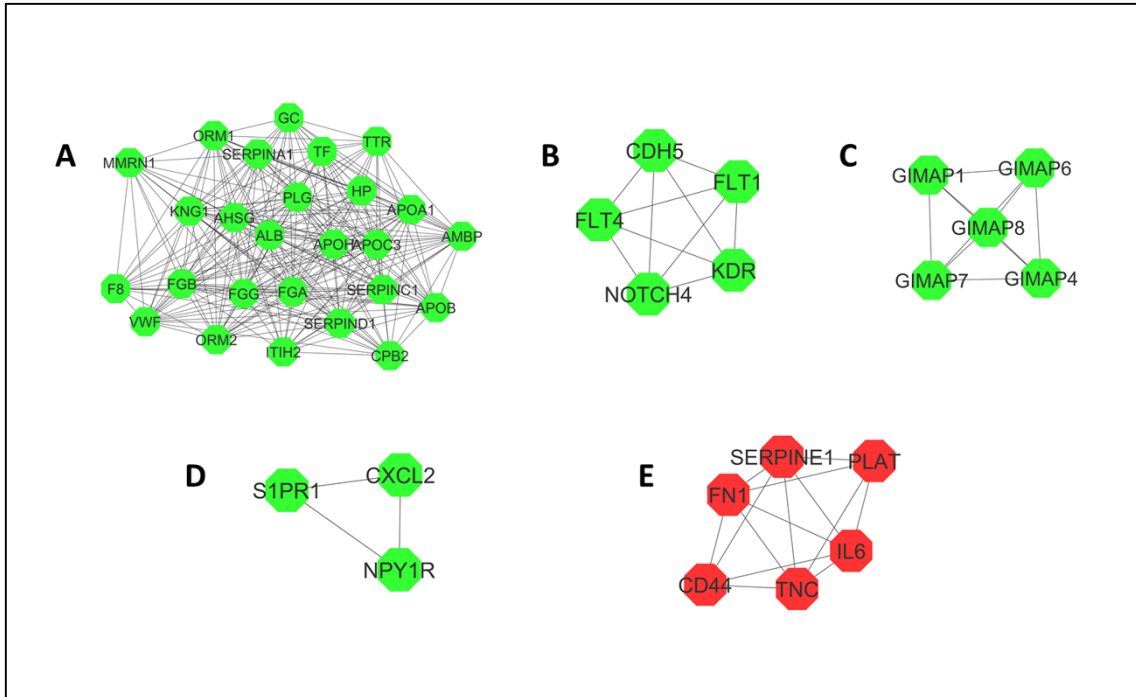 A
GC
ORM1
TTR
SERPINA1
TF
MMRN1
PLG
HP
KNG1
AHSG
APOA1
ALB
APOH
APOC3
AMBP
F8
FGB
FGG
FGA
SERPINC1
APOB
VWF
SERPIND1
ORM2
ITIH2
CPB2
B
CDH5
FLT1
FLT4
KDR
NOTCH4
C
GIMAP1
GIMAP6
GIMAP8
GIMAP7
GIMAP4
D
CXCL2
S1PR1
NPY1R
E
SERPINE1
PLAT
FN1
IL6
CD44
TNC